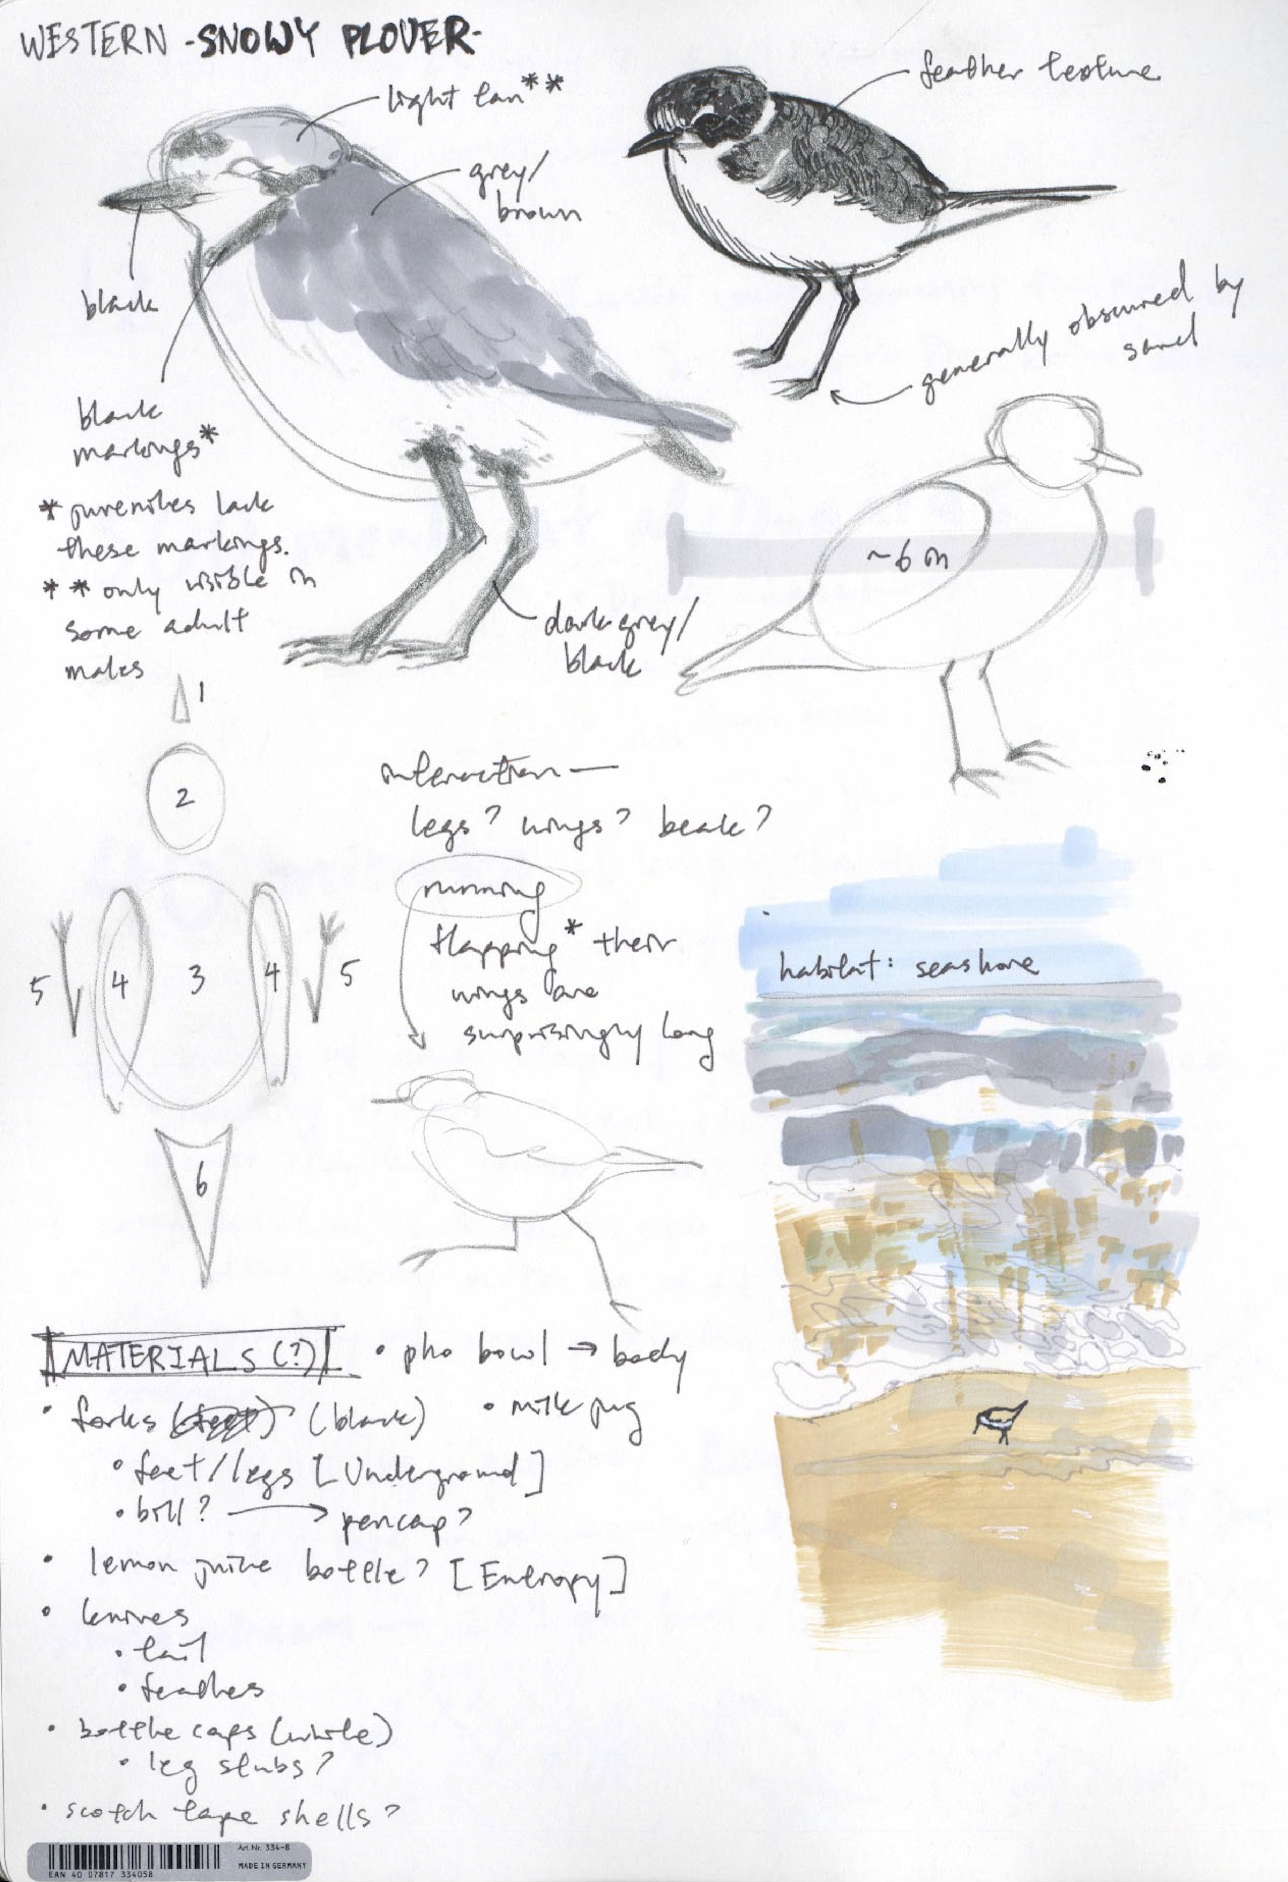 WESTERN -SNOWY PLOVER-
light tan**
feather texture
grey/
brown
black
generally obscured by
sand
black
markings*
* juveniles lack
these markings.
** only visible in
some adult
males
~6 in
dark grey/
black
1
2
3
4
4
5
5
6
interaction—
legs? wings? beak?
running
flapping* their
wings are
surprisingly long
habitat: seashore
MATERIALS (?)
• pho bowl → body
• forks (black)
• milk jug
• feet/legs [Underground]
• bill? → pencap?
• lemon juice bottle? [Entropy]
• knives
• tail
• feathes
• bottle caps (white)
• leg stubs?
• scotch tape shells?
Art.Nr. 334-8
MADE IN GERMANY
EAN 40 07817 334058